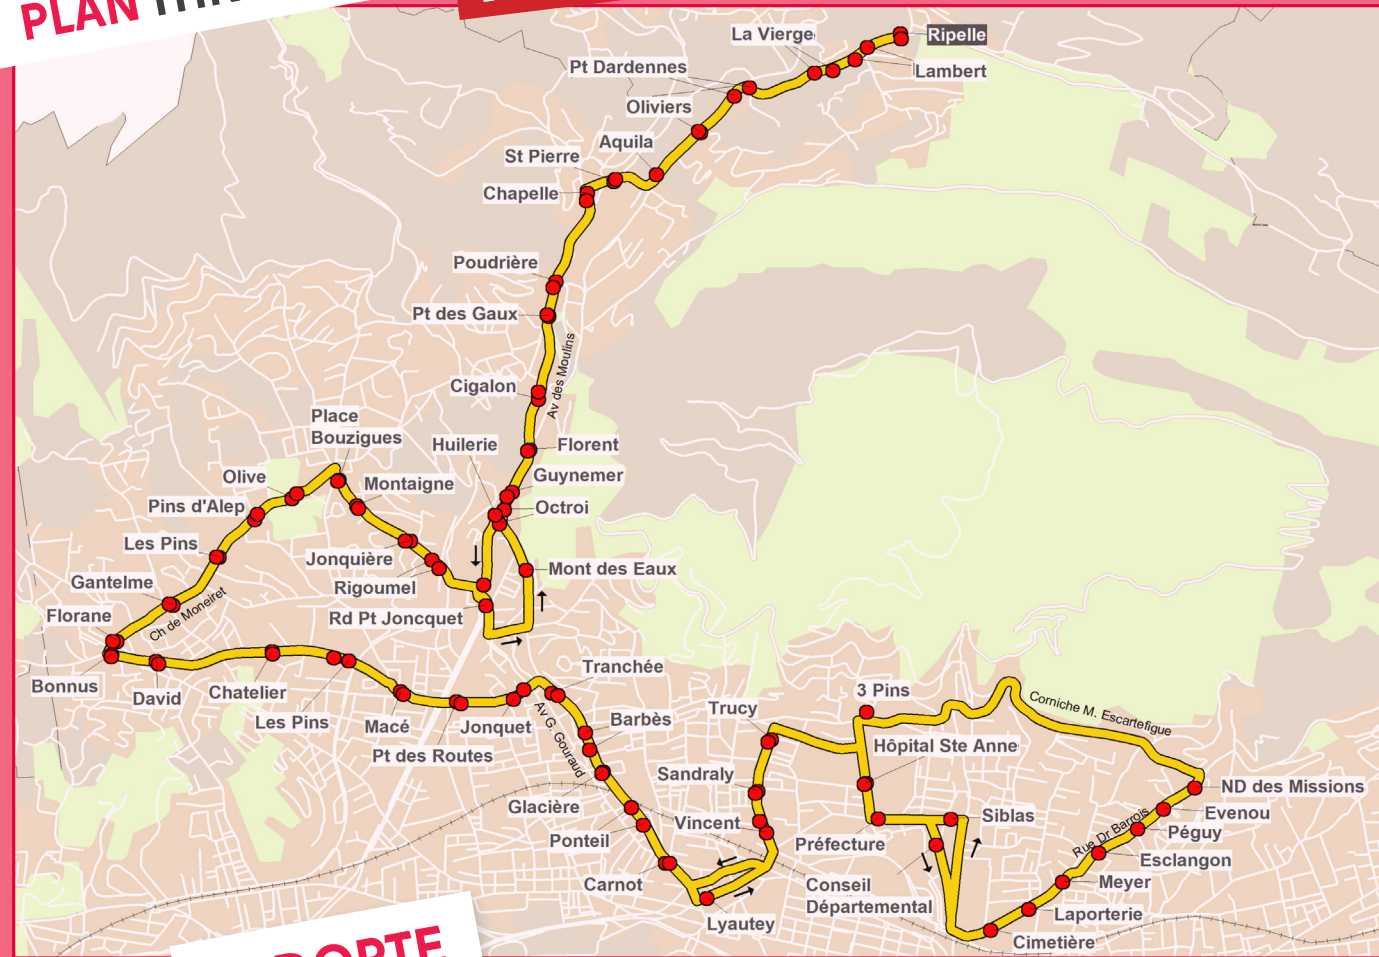 PLAN
La Vierge
Ripelle
Pt Dardennes
Lambert
Oliviers
Aquila
St Pierre
Chapelle
Poudrière
Pt des Gaux
Av des Moulins
Cigalon
Place
Bouzigues
Huilerie
Florent
Olive
Montaigne
Guynemer
Pins d'Alep
Octroi
Les Pins
Jonquière
Mont des Eaux
Gantelme
Rigoumel
Florane
Ch de Moneiret
Rd Pt Joncquet
Tranchée
Bonnus
David
Chatelier
Les Pins
Macé
Jonquet
Av G. Gouraud
Barbès
Trucy
3 Pins
Corniche M. Escartefigue
Pt des Routes
Hôpital Ste Anne
Sandraly
ND des Missions
Glacière
Vincent
Siblas
Evenou
Ponteil
Préfecture
Rue Dr Barrois
Péguy
Esclangon
Carnot
Conseil
Départemental
Meyer
Laporterie
Lyautey
Cimetière